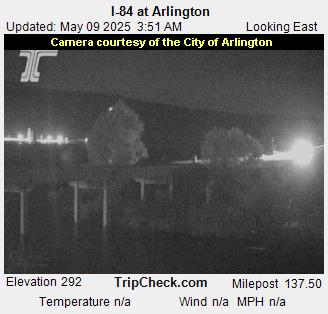 I-84 at Arlington
Updated: May 09 2025 3:51 AM Looking East
Camera courtesy of the City of Arlington
Elevation 292 TripCheck.com Milepost 137.50
Temperature n/a Wind n/a MPH n/a